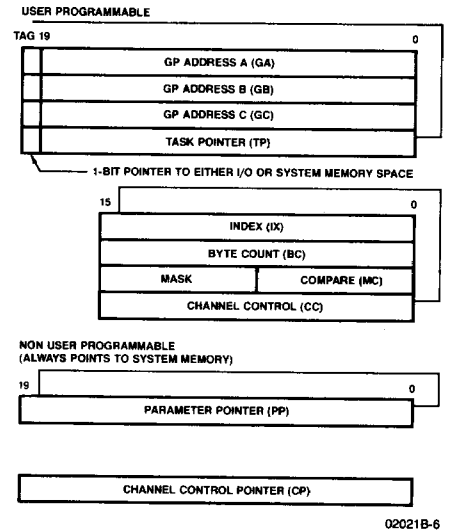 USER PROGRAMMABLE
TAG 19 0
GP ADDRESS A (GA)
GP ADDRESS B (GB)
GP ADDRESS C (GC)
TASK POINTER (TP)
1-BIT POINTER TO EITHER I/O OR SYSTEM MEMORY SPACE
15 0
INDEX (IX)
BYTE COUNT (BC)
MASK COMPARE (MC)
CHANNEL CONTROL (CC)
NON USER PROGRAMMABLE
(ALWAYS POINTS TO SYSTEM MEMORY)
19 0
PARAMETER POINTER (PP)
CHANNEL CONTROL POINTER (CP)
02021B-6